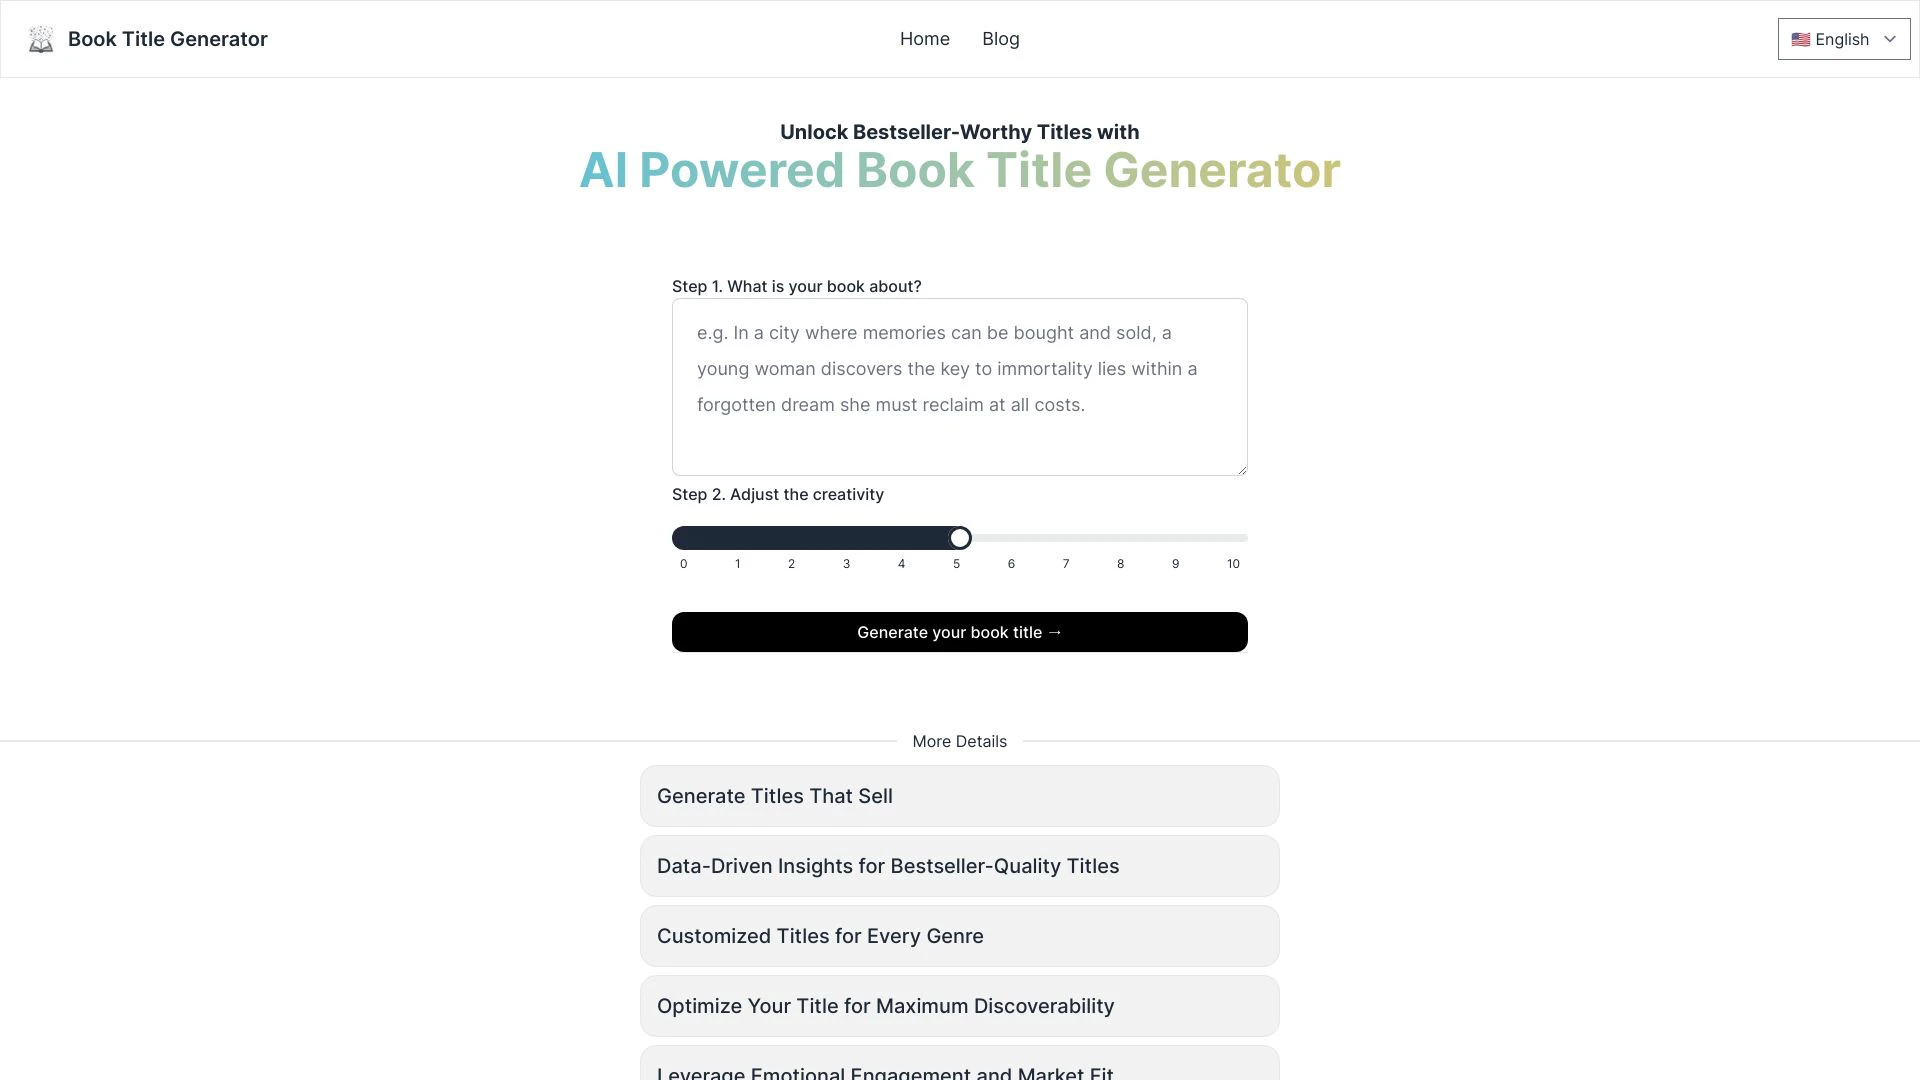 Book Title Generator
Home
Blog
🇺🇸 English
Unlock Bestseller-Worthy Titles with
AI Powered Book Title Generator
Step 1. What is your book about?
e.g. In a city where memories can be bought and sold, a
young woman discovers the key to immortality lies within a
forgotten dream she must reclaim at all costs.
Step 2. Adjust the creativity
0 1 2 3 4 5 6 7 8 9 10
Generate your book title →
More Details
Generate Titles That Sell
Data-Driven Insights for Bestseller-Quality Titles
Customized Titles for Every Genre
Optimize Your Title for Maximum Discoverability
Leverage Emotional Engagement and Market Fit